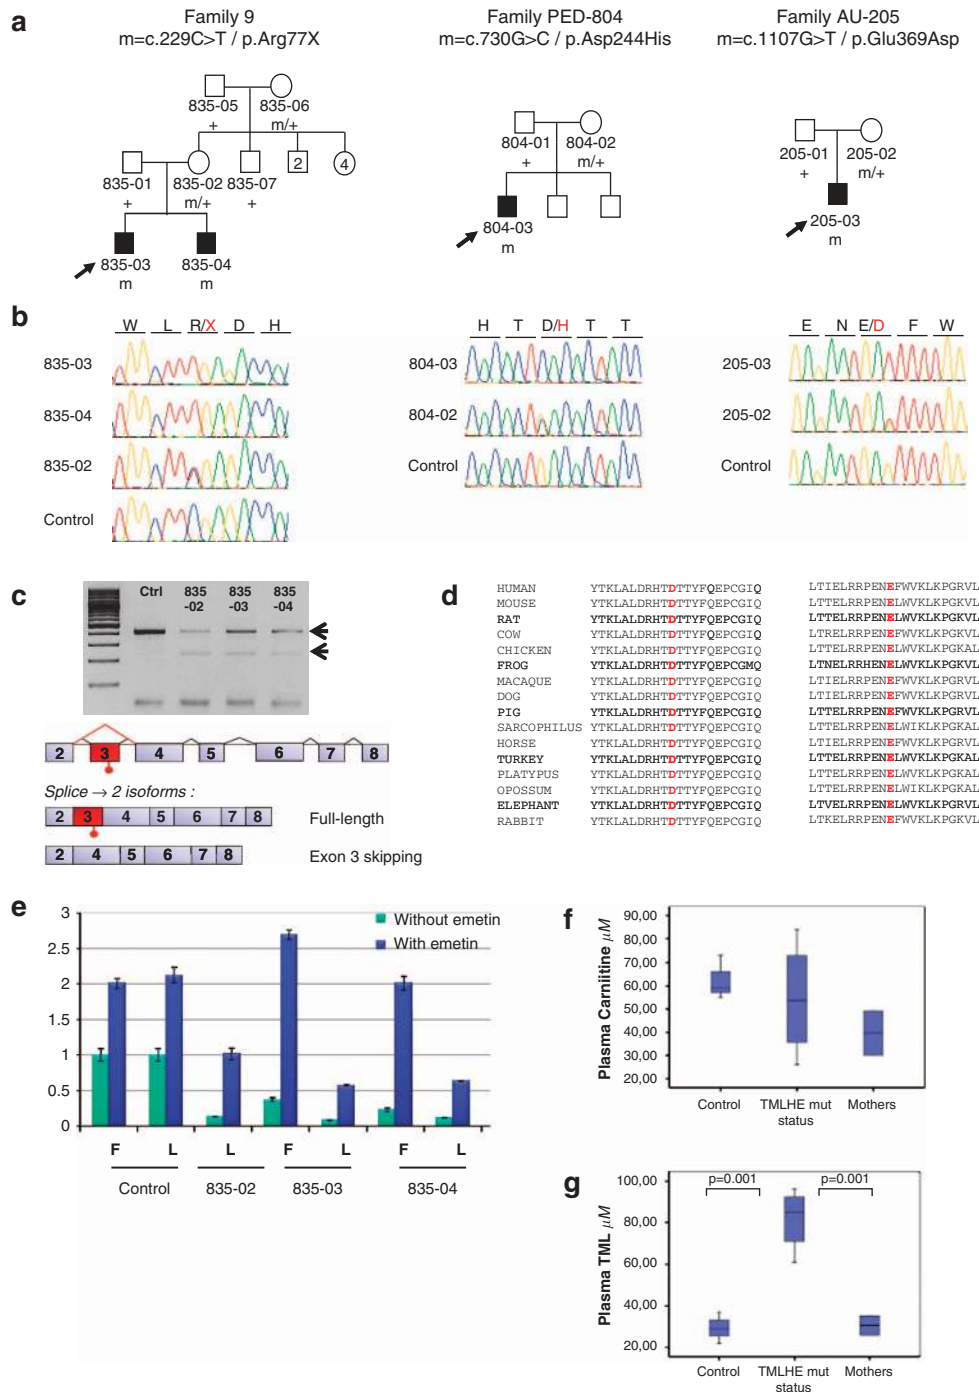 a
Family 9
m=c.229C>T / p.Arg77X
Family PED-804
m=c.730G>C / p.Asp244His
Family AU-205
m=c.1107G>T / p.Glu369Asp
835-05
+
835-06
m/+
835-01
+
835-02
m/+
835-07
+
2
4
835-03
m
835-04
m
804-01
+
804-02
m/+
804-03
m
205-01
+
205-02
m/+
205-03
m
b
W L R/X D H
835-03
835-04
835-02
Control
H T D/H T T
804-03
804-02
Control
E N E/D F W
205-03
205-02
Control
c
Ctrl 835 -02 835 -03 835 -04
2 3 4 5 6 7 8
Splice → 2 isoforms :
2 3 4 5 6 7 8 Full-length
2 4 5 6 7 8 Exon 3 skipping
d
HUMAN YTKLALDRHTDTTYFQEPCGIQ LTIELRRPENEFWVKLKPGRVL
MOUSE YTKLALDRHTDTTYFQEPCGIQ LTTELRRPENEFWVKLKPGKVL
RAT YTKLALDRHTDTTYFQEPCGIQ LTTELRRPENELWVKLKPGKVL
COW YTKLALDRHTDTTYFQEPCGIQ LTRELRRPENEFWVKLKPGKVL
CHICKEN YTKLALDRHTDTTYFQEPCGIQ LTTELRRPENELWVKLKPGKAL
FROG YTKLALDRHTDTTYFQEPCGMQ LTNELRRHENELWVKLKPGRVL
MACAQUE YTKLALDRHTDTTYFQEPCGIQ LTIELRRPENEFWVKLKPGRVL
DOG YTKLALDRHTDTTYFQEPCGIQ LTTELRRPENEFWVKLKPGRVL
PIG YTKLALDRHTDTTYFQEPCGIQ LTTELRRPENEFWVKLKPGRVL
SARCOPHILUS YTKLALDRHTDTTYFQEPCGIQ LTTELRRPENELWIKLKPGKAL
HORSE YTKLALDRHTDTTYFQEPCGIQ LTTELRRPENEFWVKLKPGRVL
TURKEY YTKLALDRHTDTTYFQEPCGIQ LTTELRRPENELWVKLKPGKAL
PLATYPUS YTKLALDRHTDTTYFQEPCGIQ LTTELRRPENELWVKLKPGKAL
OPOSSUM YTKLALDRHTDTTYFQEPCGIQ LTTELRRPENELWIKLKPGKVL
ELEPHANT YTKLALDRHTDTTYFQEPCGIQ LTVELRRPENELWVKLKPGRVL
RABBIT YTKLALDRHTDTTYFQEPCGIQ LTKELRRPENEFWVKLKPGRVL
e
Without emetin
With emetin
3
2.5
2
1.5
1
0.5
0
F L L F L F L
Control 835-02 835-03 835-04
f
Plasma Carniitine µM
90,00
80,00
70,00
60,00
50,00
40,00
30,00
20,00
Control TMLHE mut status Mothers
g
Plasma TML µM
100,00
80,00
60,00
40,00
20,00
p=0.001 p=0.001
Control TMLHE mut status Mothers